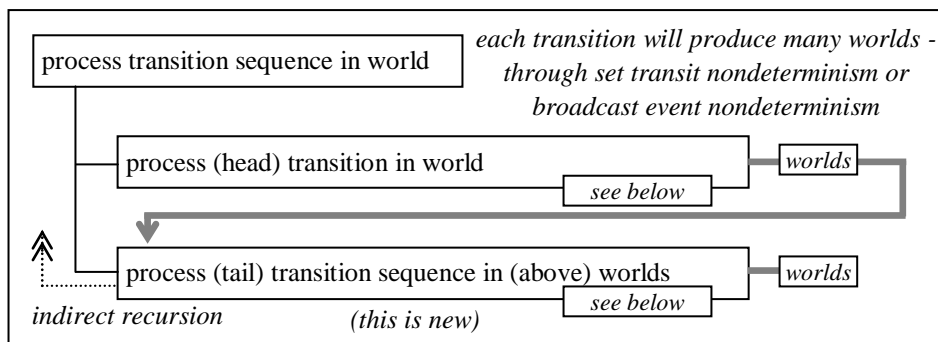 process transition sequence in world
each transition will produce many worlds -
through set transit nondeterminism or
broadcast event nondeterminism
process (head) transition in world
worlds
see below
process (tail) transition sequence in (above) worlds
worlds
see below
indirect recursion
(this is new)